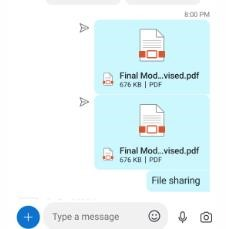 8:00 PM
Final Mod...vised.pdf
676 KB | PDF
Final Mod...vised.pdf
676 KB | PDF
File sharing
Type a message